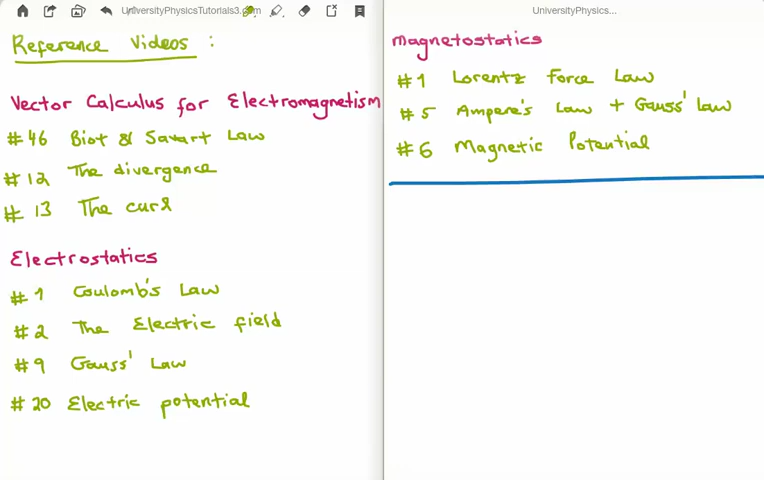 UniversityPhysicsTutorials3.@gmail.com
Reference Videos :
Vector Calculus for Electromagnetism
#46 Biot & Savart Law
#12 The divergence
#13 The curl
Electrostatics
#1 Coulomb's Law
#2 The Electric field
#9 Gauss' Law
#20 Electric potential
UniversityPhysics...
Magnetostatics
#1 Lorentz Force Law
#5 Ampere's Law + Gauss' Law
#6 Magnetic Potential